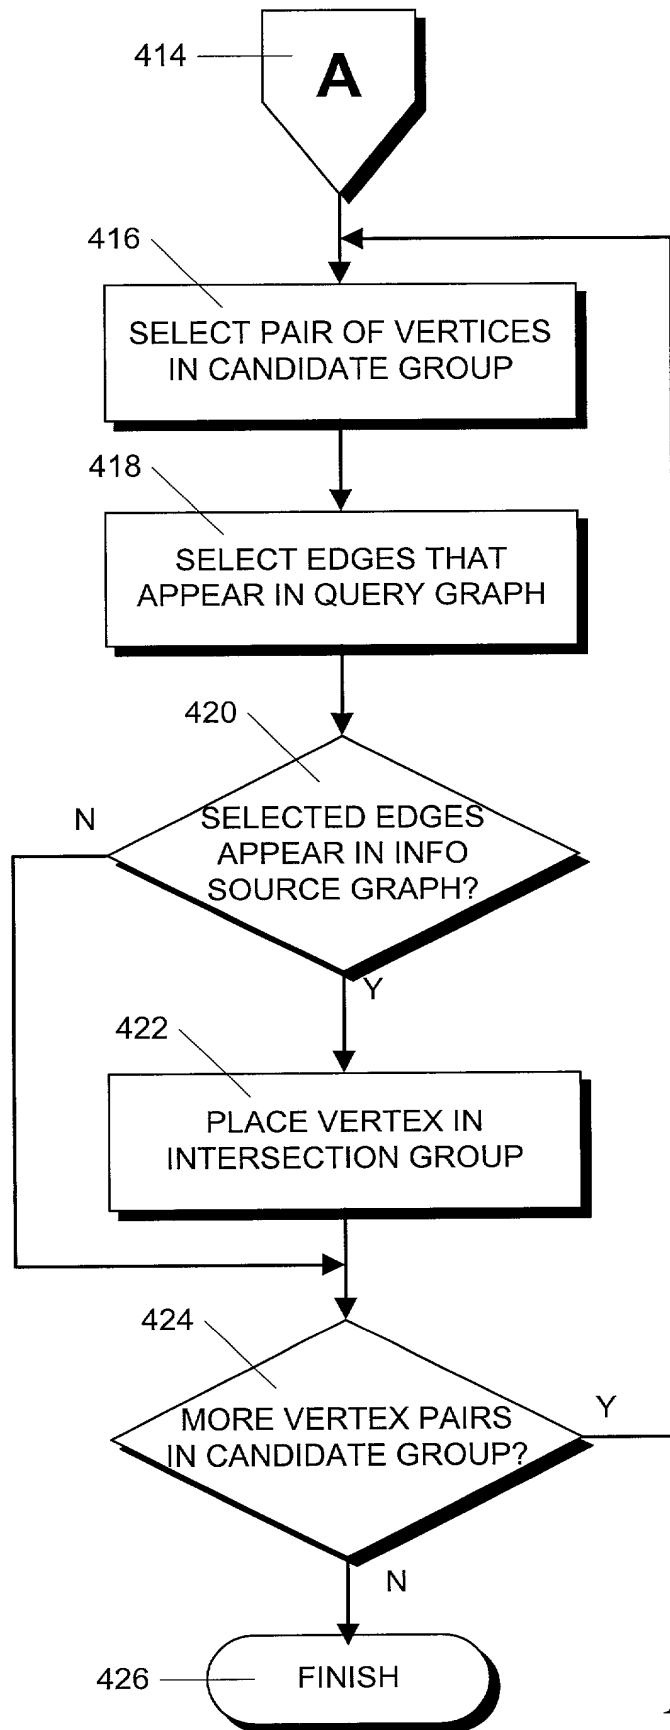 414
A
416
SELECT PAIR OF VERTICES
IN CANDIDATE GROUP
418
SELECT EDGES THAT
APPEAR IN QUERY GRAPH
420
N
SELECTED EDGES
APPEAR IN INFO
SOURCE GRAPH?
Y
422
PLACE VERTEX IN
INTERSECTION GROUP
424
Y
MORE VERTEX PAIRS
IN CANDIDATE GROUP?
N
426
FINISH